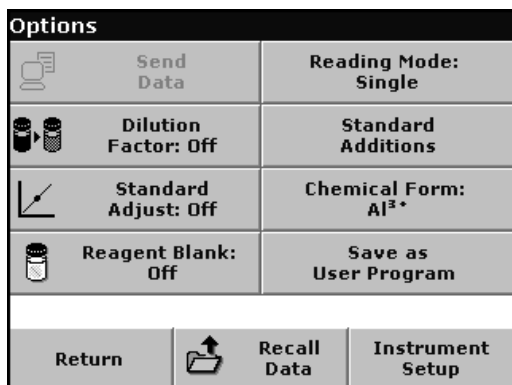 Options
Send
Data
Reading Mode:
Single
Dilution
Factor: Off
Standard
Additions
Standard
Adjust: Off
Chemical Form:
Al³⁺
Reagent Blank:
Off
Save as
User Program
Return
Recall
Data
Instrument
Setup